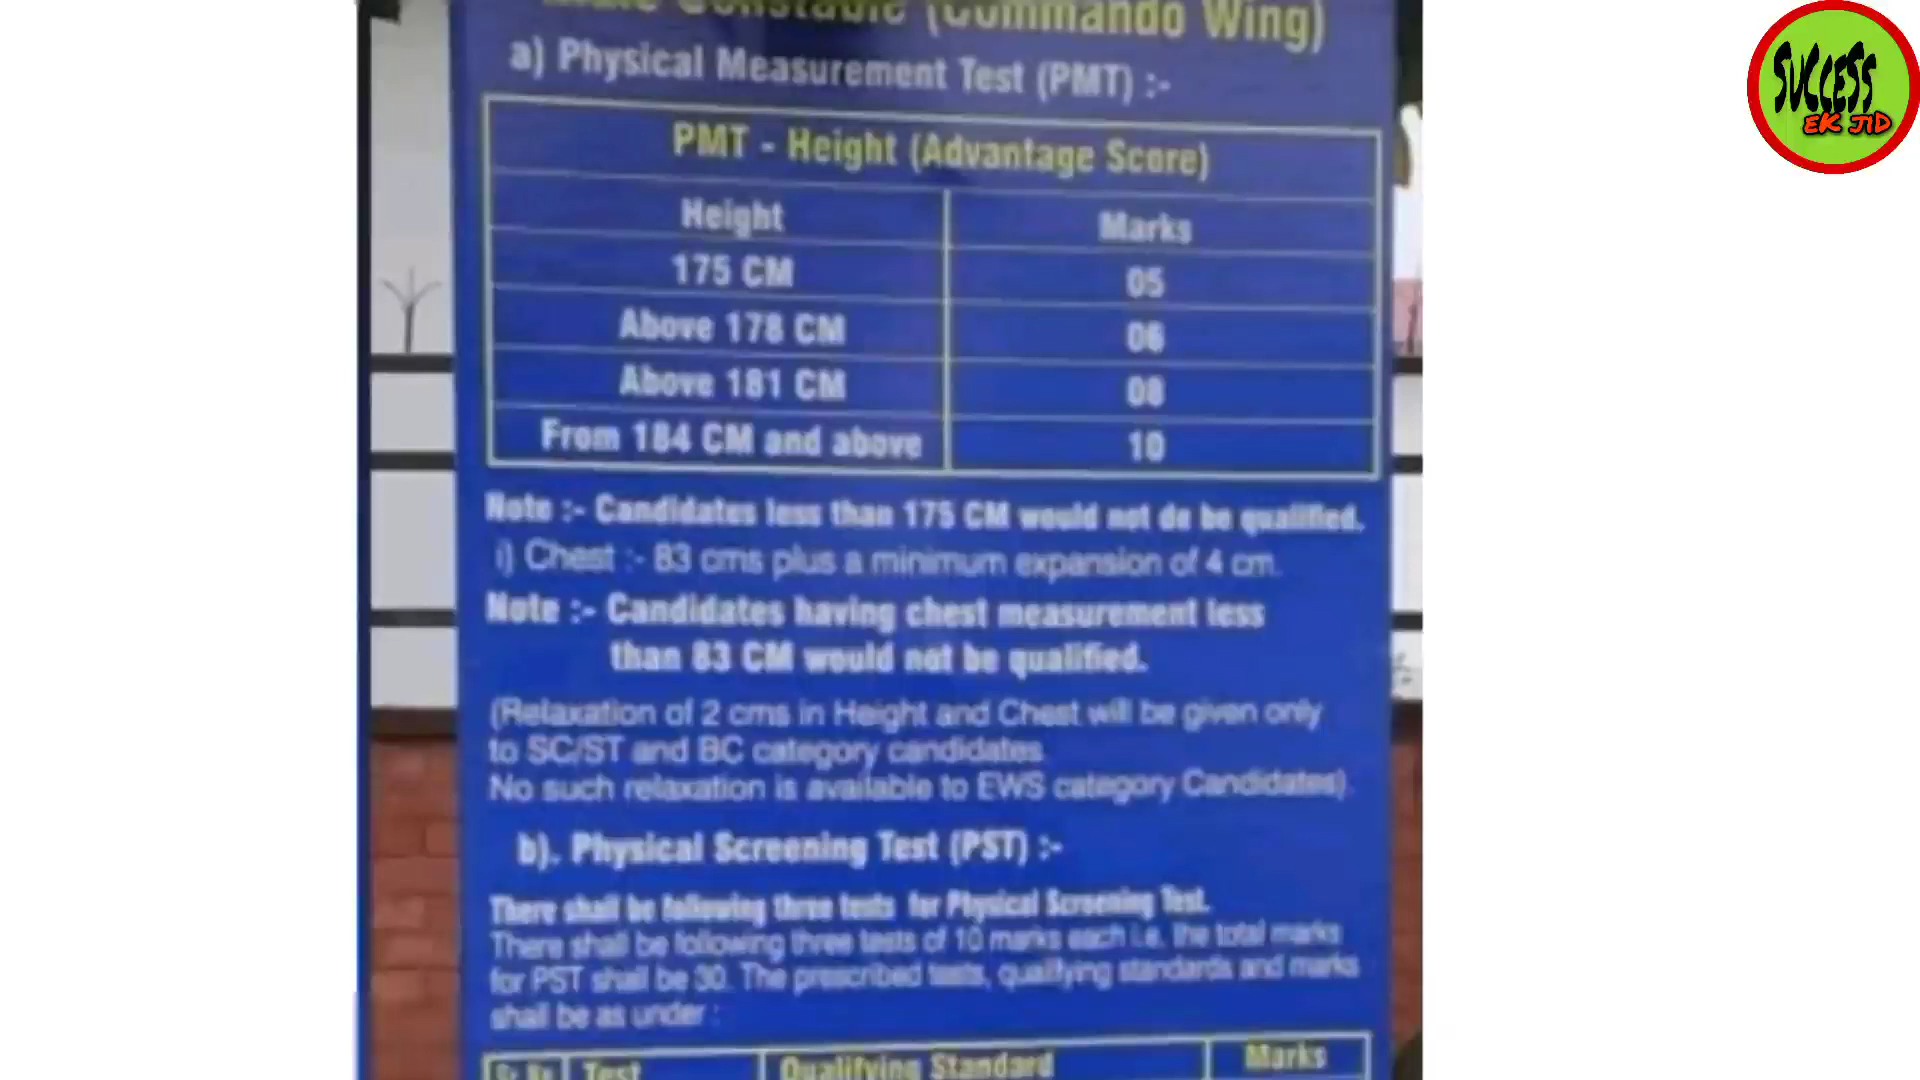 Male Constable (Commando Wing)
a) Physical Measurement Test (PMT) :-
PMT - Height (Advantage Score)
Height Marks
175 CM 05
Above 178 CM 06
Above 181 CM 08
From 184 CM and above 10
Note :- Candidates less than 175 CM would not de be qualified.
i) Chest :- 83 cms plus a minimum expansion of 4 cm.
Note :- Candidates having chest measurement less
than 83 CM would not be qualified.
(Relaxation of 2 cms in Height and Chest will be given only
to SC/ST and BC category candidates.
No such relaxation is available to EWS category Candidates).
b). Physical Screening Test (PST) :-
There shall be following three tests for Physical Screening Test.
There shall be following three tests of 10 marks each i.e. the total marks
for PST shall be 30. The prescribed tests, qualifying standards and marks
shall be as under :
Sr. No Test Qualifying Standard Marks
SUCCESS
EK JID